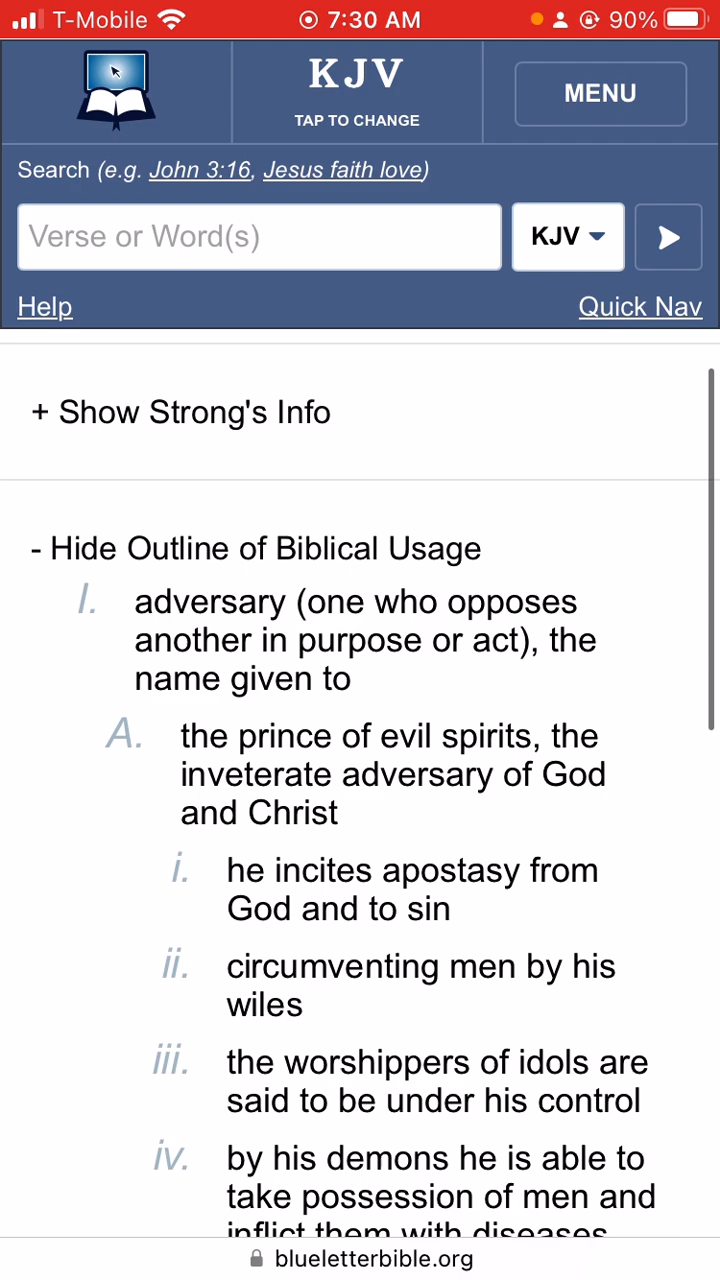 T-Mobile 7:30 AM 90%
KJV
TAP TO CHANGE
MENU
Search (e.g. John 3:16, Jesus faith love)
Verse or Word(s) KJV
Help Quick Nav
+ Show Strong's Info
- Hide Outline of Biblical Usage
I. adversary (one who opposes
another in purpose or act), the
name given to
A. the prince of evil spirits, the
inveterate adversary of God
and Christ
i. he incites apostasy from
God and to sin
ii. circumventing men by his
wiles
iii. the worshippers of idols are
said to be under his control
iv. by his demons he is able to
take possession of men and
inflict them with diseases
blueletterbible.org